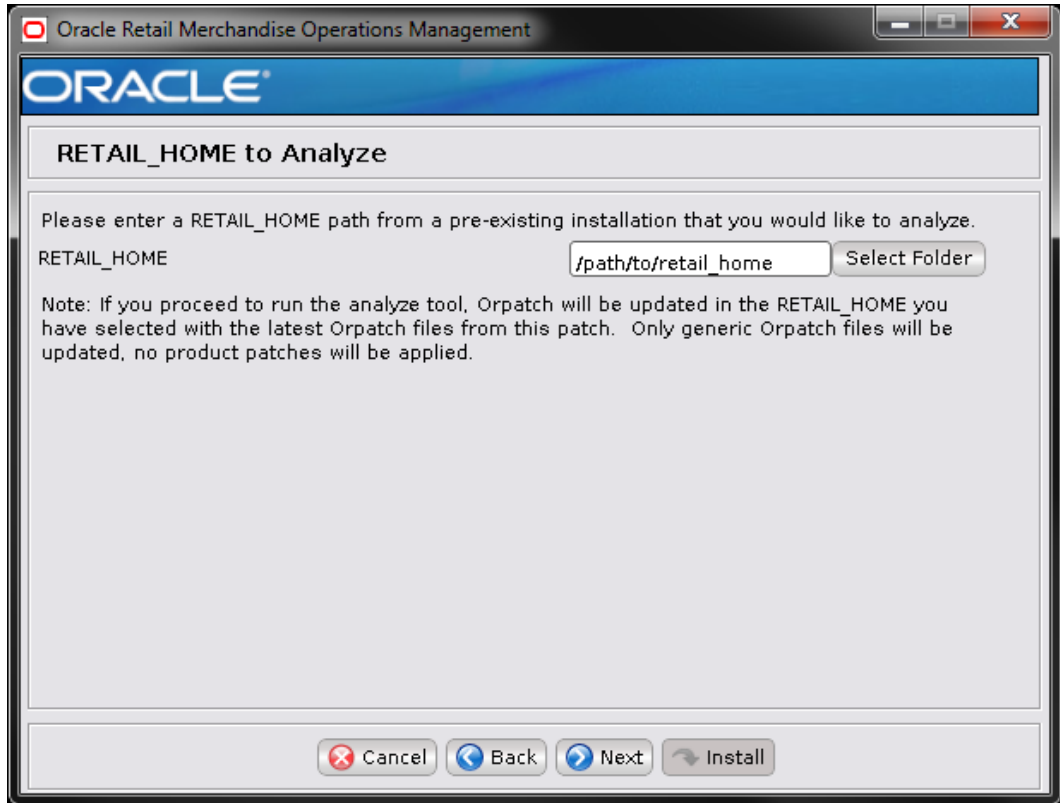 Oracle Retail Merchandise Operations Management
ORACLE
RETAIL_HOME to Analyze
Please enter a RETAIL_HOME path from a pre-existing installation that you would like to analyze.
RETAIL_HOME
/path/to/retail_home
Select Folder
Note: If you proceed to run the analyze tool, Orpatch will be updated in the RETAIL_HOME you
have selected with the latest Orpatch files from this patch.  Only generic Orpatch files will be
updated, no product patches will be applied.
Cancel
Back
Next
Install